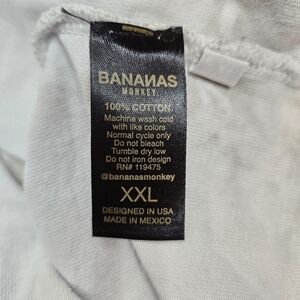 BANAИAS
MONKEY
100% COTTON
Machine wash cold
with like colors
Normal cycle only
Do not bleach
Tumble dry low
Do not iron design
RN# 119475
@bananasmonkey
XXL
DESIGNED IN USA
MADE IN MEXICO